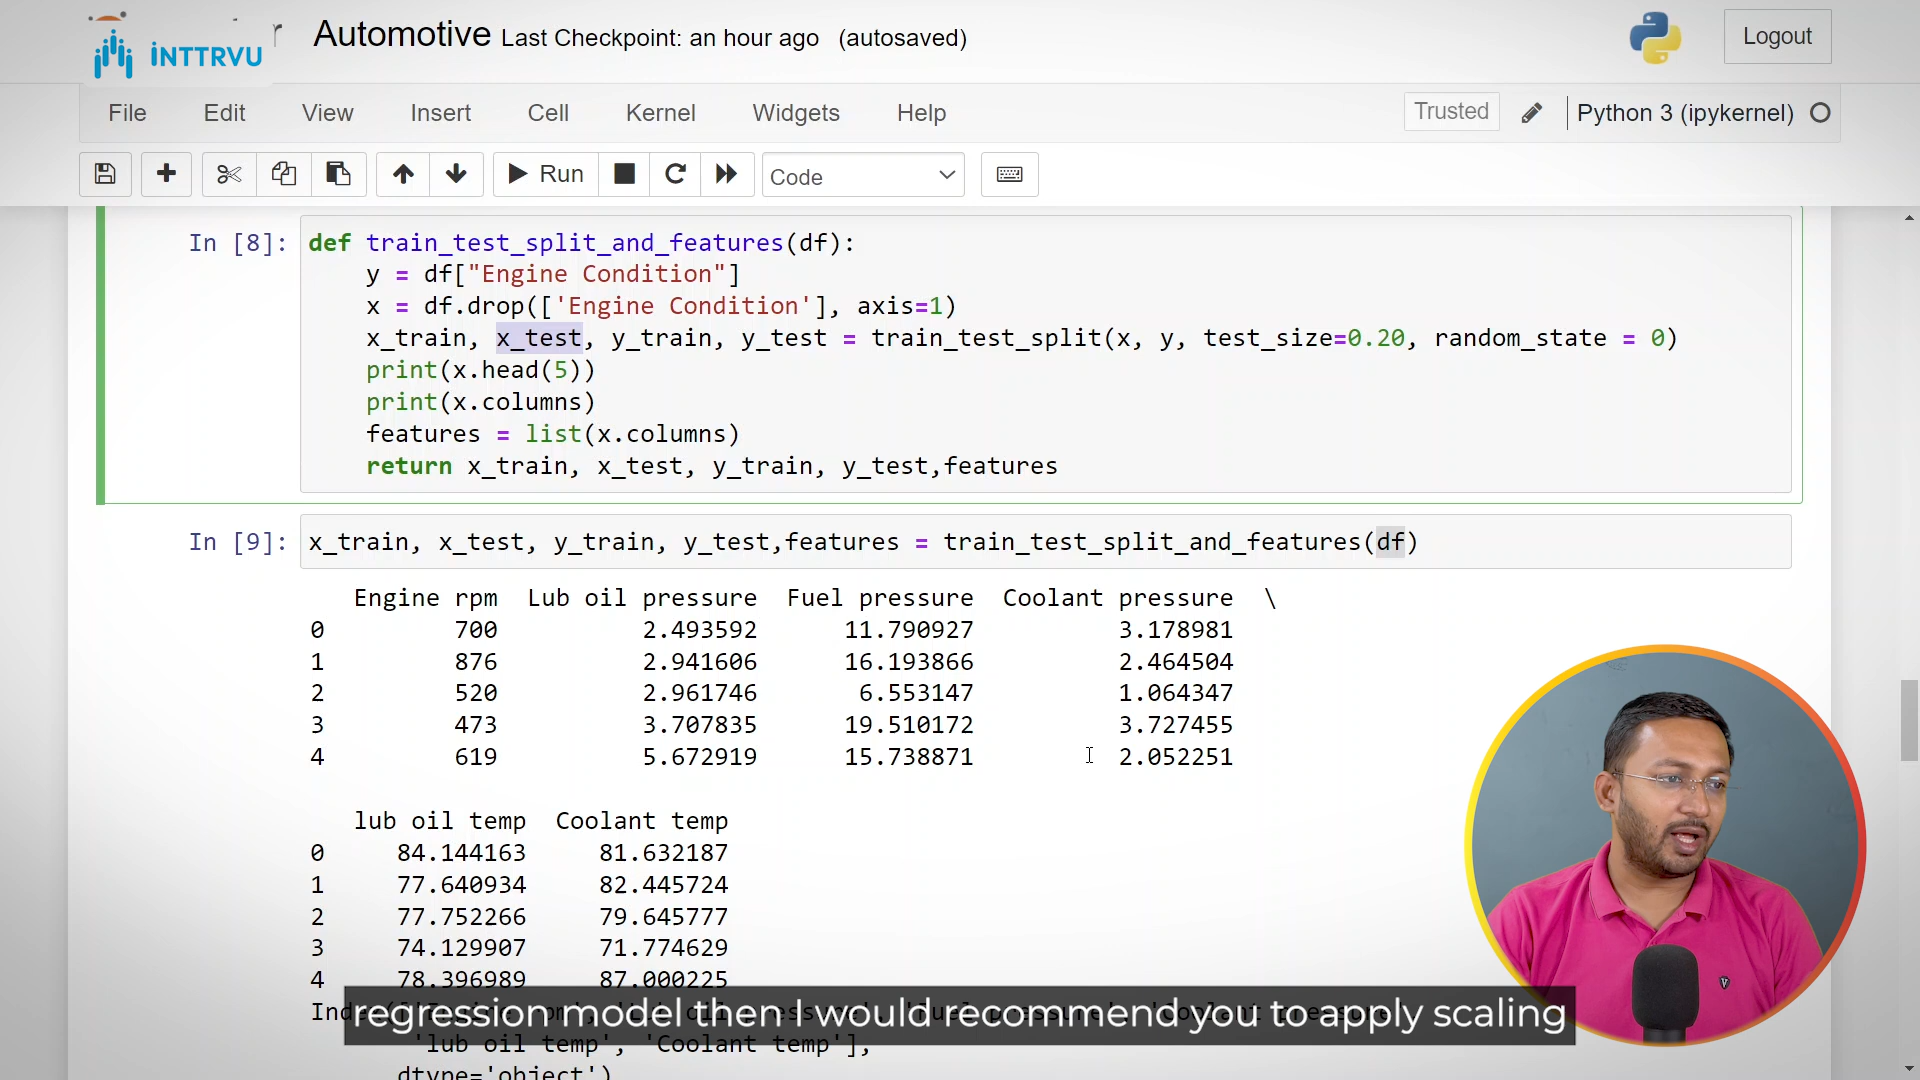 INTTRVU
Automotive Last Checkpoint: an hour ago (autosaved)
Logout
File Edit View Insert Cell Kernel Widgets Help
Trusted
Python 3 (ipykernel)
Run
Code
In [8]:
def train_test_split_and_features(df):
    y = df["Engine Condition"]
    x = df.drop(['Engine Condition'], axis=1)
    x_train, x_test, y_train, y_test = train_test_split(x, y, test_size=0.20, random_state = 0)
    print(x.head(5))
    print(x.columns)
    features = list(x.columns)
    return x_train, x_test, y_train, y_test,features
In [9]: x_train, x_test, y_train, y_test,features = train_test_split_and_features(df)
   Engine rpm  Lub oil pressure  Fuel pressure  Coolant pressure  \
0         700          2.493592      11.790927          3.178981
1         876          2.941606      16.193866          2.464504
2         520          2.961746       6.553147          1.064347
3         473          3.707835      19.510172          3.727455
4         619          5.672919      15.738871          2.052251
   lub oil temp  Coolant temp
0     84.144163     81.632187
1     77.640934     82.445724
2     77.752266     79.645777
3     74.129907     71.774629
4     78.396989     87.000225
regression model then I would recommend you to apply scaling
'lub oil temp', 'Coolant temp'],
dtype='object')